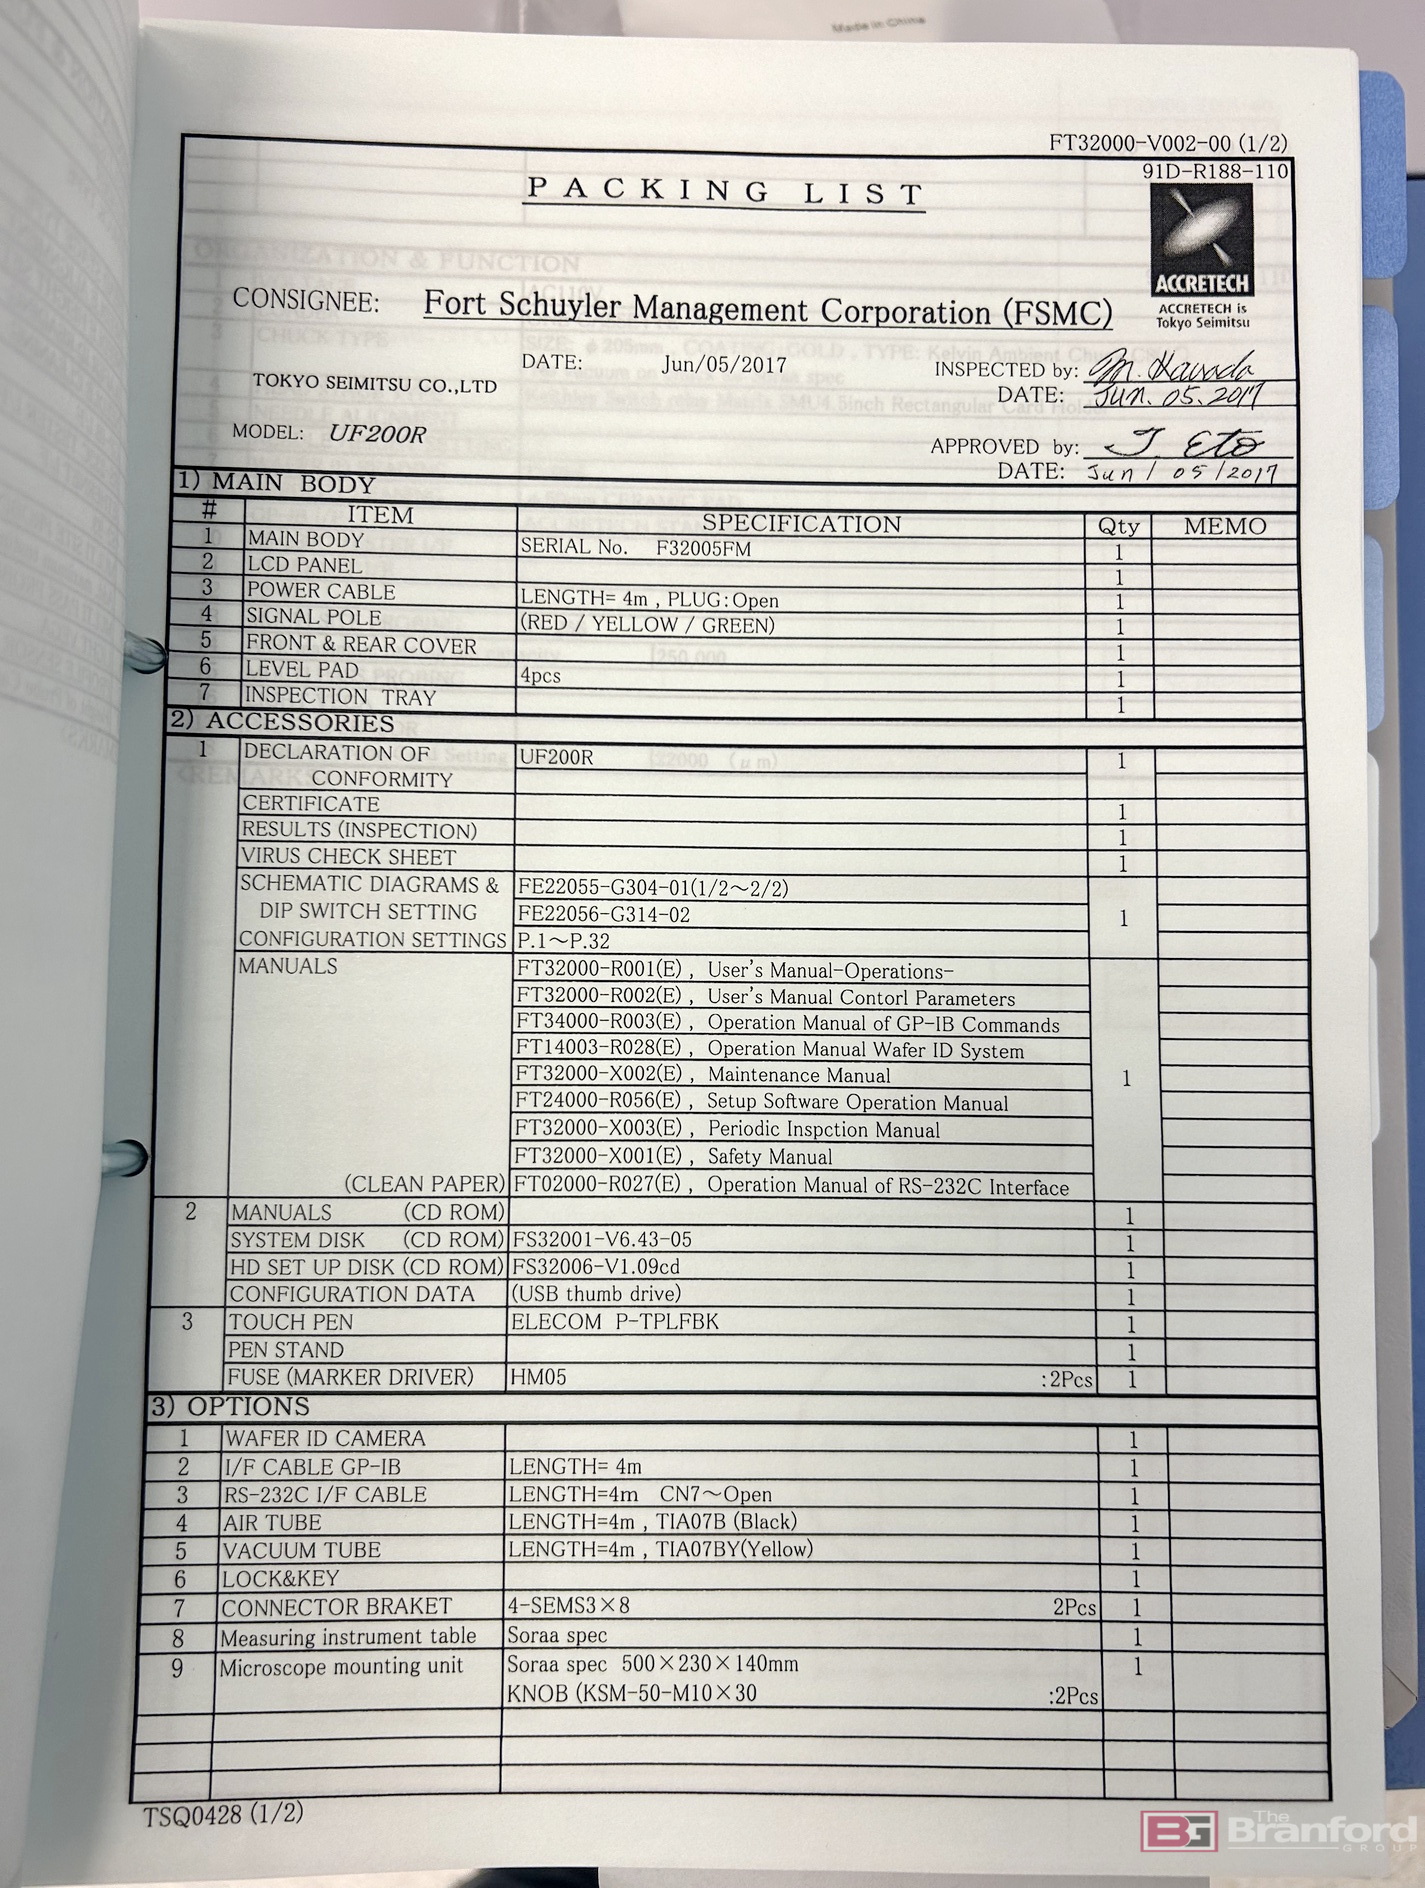 Made in China
FT32000-V002-00 (1/2)
91D-R188-110
PACKING LIST
ACCRETECH
ACCRETECH is
Tokyo Seimitsu
CONSIGNEE: Fort Schuyler Management Corporation (FSMC)
DATE: Jun/05/2017
INSPECTED by: M. Hawada
TOKYO SEIMITSU CO.,LTD
DATE: Jun. 05. 2017
MODEL: UF200R
APPROVED by: J. Eto
DATE: Jun / 05 / 2017
1) MAIN BODY
# ITEM SPECIFICATION Qty MEMO
1 MAIN BODY SERIAL No. F32005FM 1
2 LCD PANEL 1
3 POWER CABLE LENGTH= 4m , PLUG:Open 1
4 SIGNAL POLE (RED / YELLOW / GREEN) 1
5 FRONT & REAR COVER 1
6 LEVEL PAD 4pcs 1
7 INSPECTION TRAY 1
2) ACCESSORIES
1 DECLARATION OF UF200R 1
CONFORMITY
CERTIFICATE 1
RESULTS (INSPECTION) 1
VIRUS CHECK SHEET 1
SCHEMATIC DIAGRAMS & FE22055-G304-01(1/2~2/2)
DIP SWITCH SETTING FE22056-G314-02 1
CONFIGURATION SETTINGS P.1~P.32
MANUALS FT32000-R001(E) , User's Manual-Operations-
FT32000-R002(E) , User's Manual Contorl Parameters
FT34000-R003(E) , Operation Manual of GP-IB Commands
FT14003-R028(E) , Operation Manual Wafer ID System
FT32000-X002(E) , Maintenance Manual 1
FT24000-R056(E) , Setup Software Operation Manual
FT32000-X003(E) , Periodic Inspction Manual
FT32000-X001(E) , Safety Manual
(CLEAN PAPER) FT02000-R027(E) , Operation Manual of RS-232C Interface
2 MANUALS (CD ROM) 1
SYSTEM DISK (CD ROM) FS32001-V6.43-05 1
HD SET UP DISK (CD ROM) FS32006-V1.09cd 1
CONFIGURATION DATA (USB thumb drive) 1
3 TOUCH PEN ELECOM P-TPLFBK 1
PEN STAND 1
FUSE (MARKER DRIVER) HM05 :2Pcs 1
3) OPTIONS
1 WAFER ID CAMERA 1
2 I/F CABLE GP-IB LENGTH= 4m 1
3 RS-232C I/F CABLE LENGTH=4m CN7~Open 1
4 AIR TUBE LENGTH=4m , TIA07B (Black) 1
5 VACUUM TUBE LENGTH=4m , TIA07BY(Yellow) 1
6 LOCK&KEY 1
7 CONNECTOR BRAKET 4-SEMS3×8 2Pcs 1
8 Measuring instrument table Soraa spec 1
9 Microscope mounting unit Soraa spec 500×230×140mm 1
KNOB (KSM-50-M10×30 :2Pcs
TSQ0428 (1/2)
BG The Branford GROUP